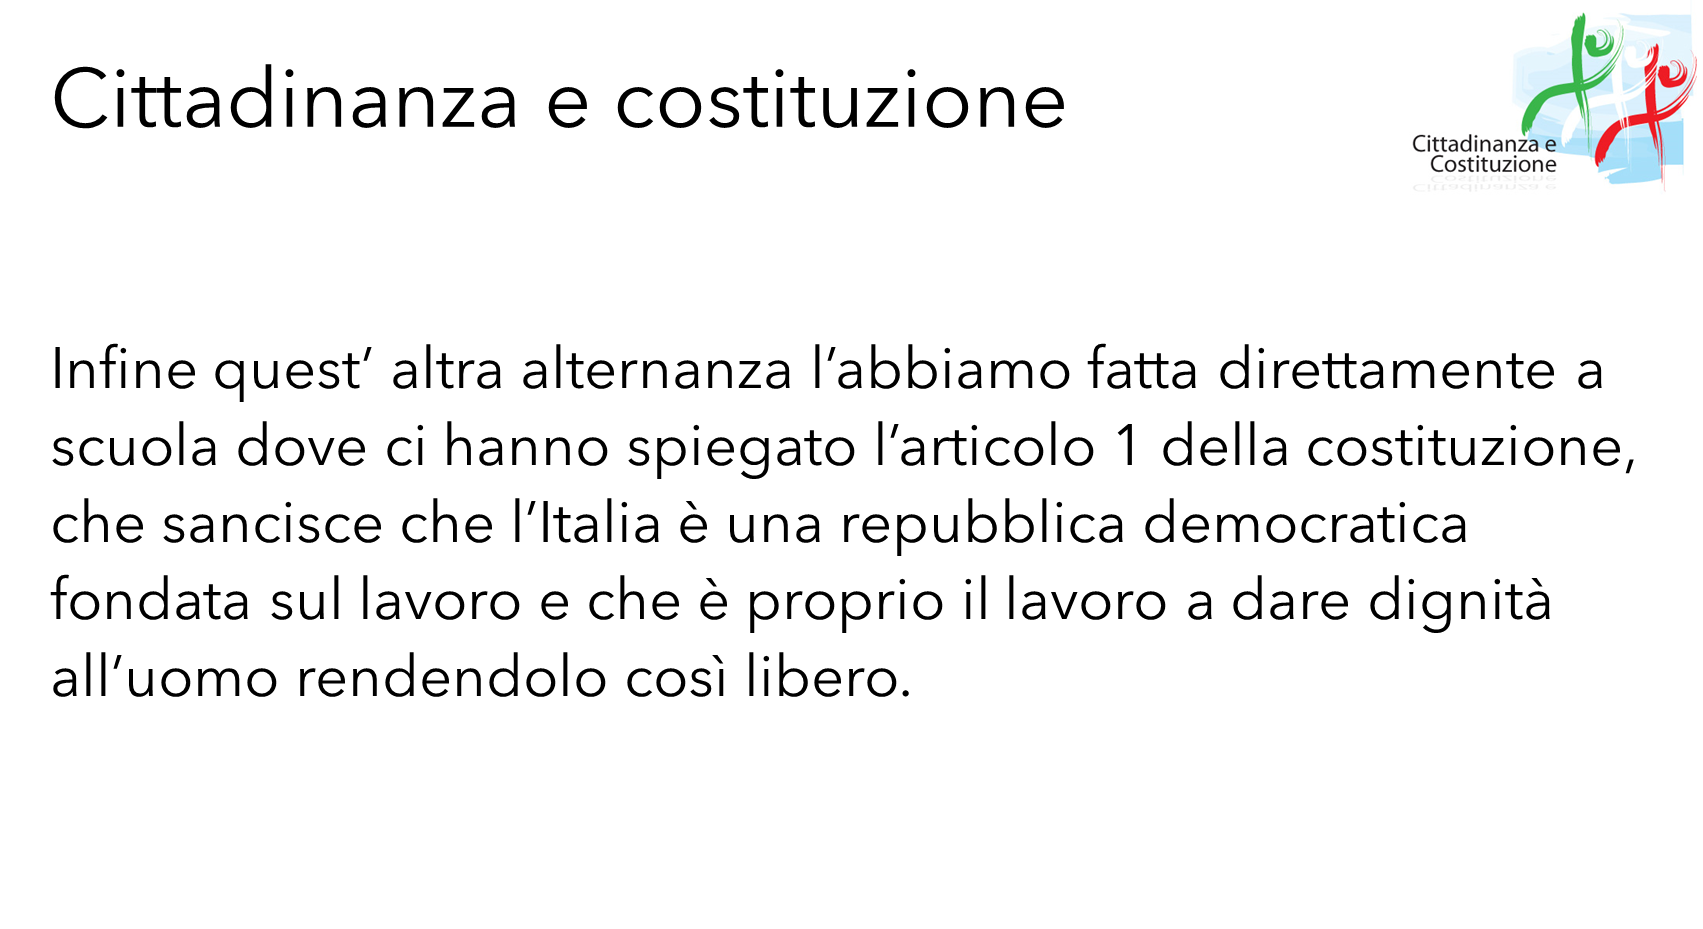 Cittadinanza e costituzione
Cittadinanza e
Costituzione
Infine quest’ altra alternanza l’abbiamo fatta direttamente a
scuola dove ci hanno spiegato l’articolo 1 della costituzione,
che sancisce che l’Italia è una repubblica democratica
fondata sul lavoro e che è proprio il lavoro a dare dignità
all’uomo rendendolo così libero.